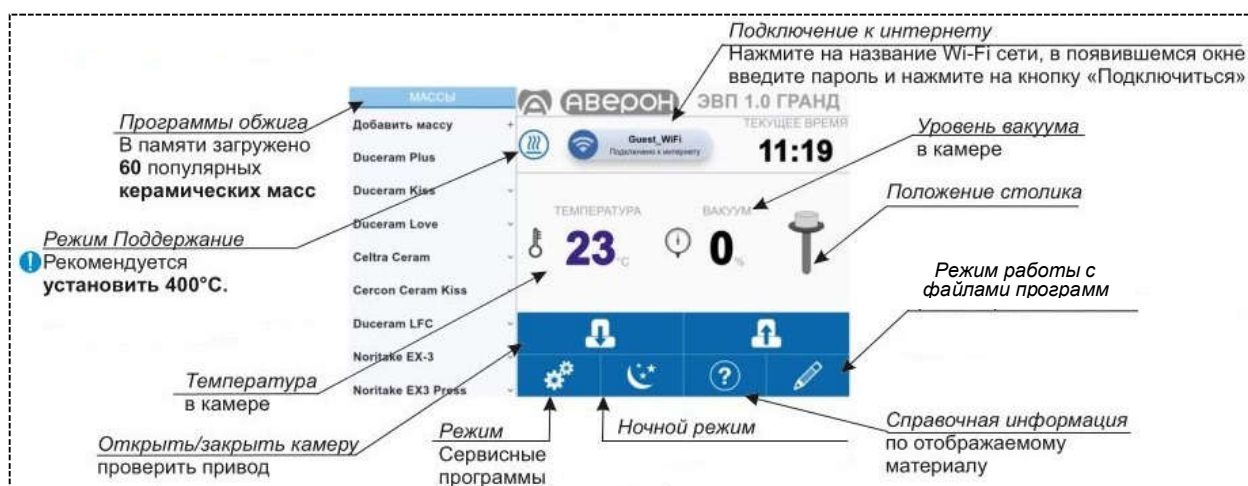 Подключение к интернету
Нажмите на название Wi-Fi сети, в появившемся окне
введите пароль и нажмите на кнопку «Подключиться»
Программы обжига
В памяти загружено
60 популярных
керамических масс
Режим Поддержание
Рекомендуется
установить 400°C.
Температура
в камере
Открыть/закрыть камеру
проверить привод
МАССЫ
Добавить массу +
Duceram Plus
Duceram Kiss
Duceram Love
Celtra Ceram
Cercon Ceram Kiss
Duceram LFC
Noritake EX-3
Noritake EX3 Press
АВЕРОН ЭВП 1.0 ГРАНД
Guest_WiFi
Подключено к интернету
ТЕКУЩЕЕ ВРЕМЯ
11:19
ТЕМПЕРАТУРА
23 °C
ВАКУУМ
0 %
Уровень вакуума
в камере
Положение столика
Режим работы с
файлами программ
Режим
Сервисные
программы
Ночной режим
Справочная информация
по отображаемому
материалу